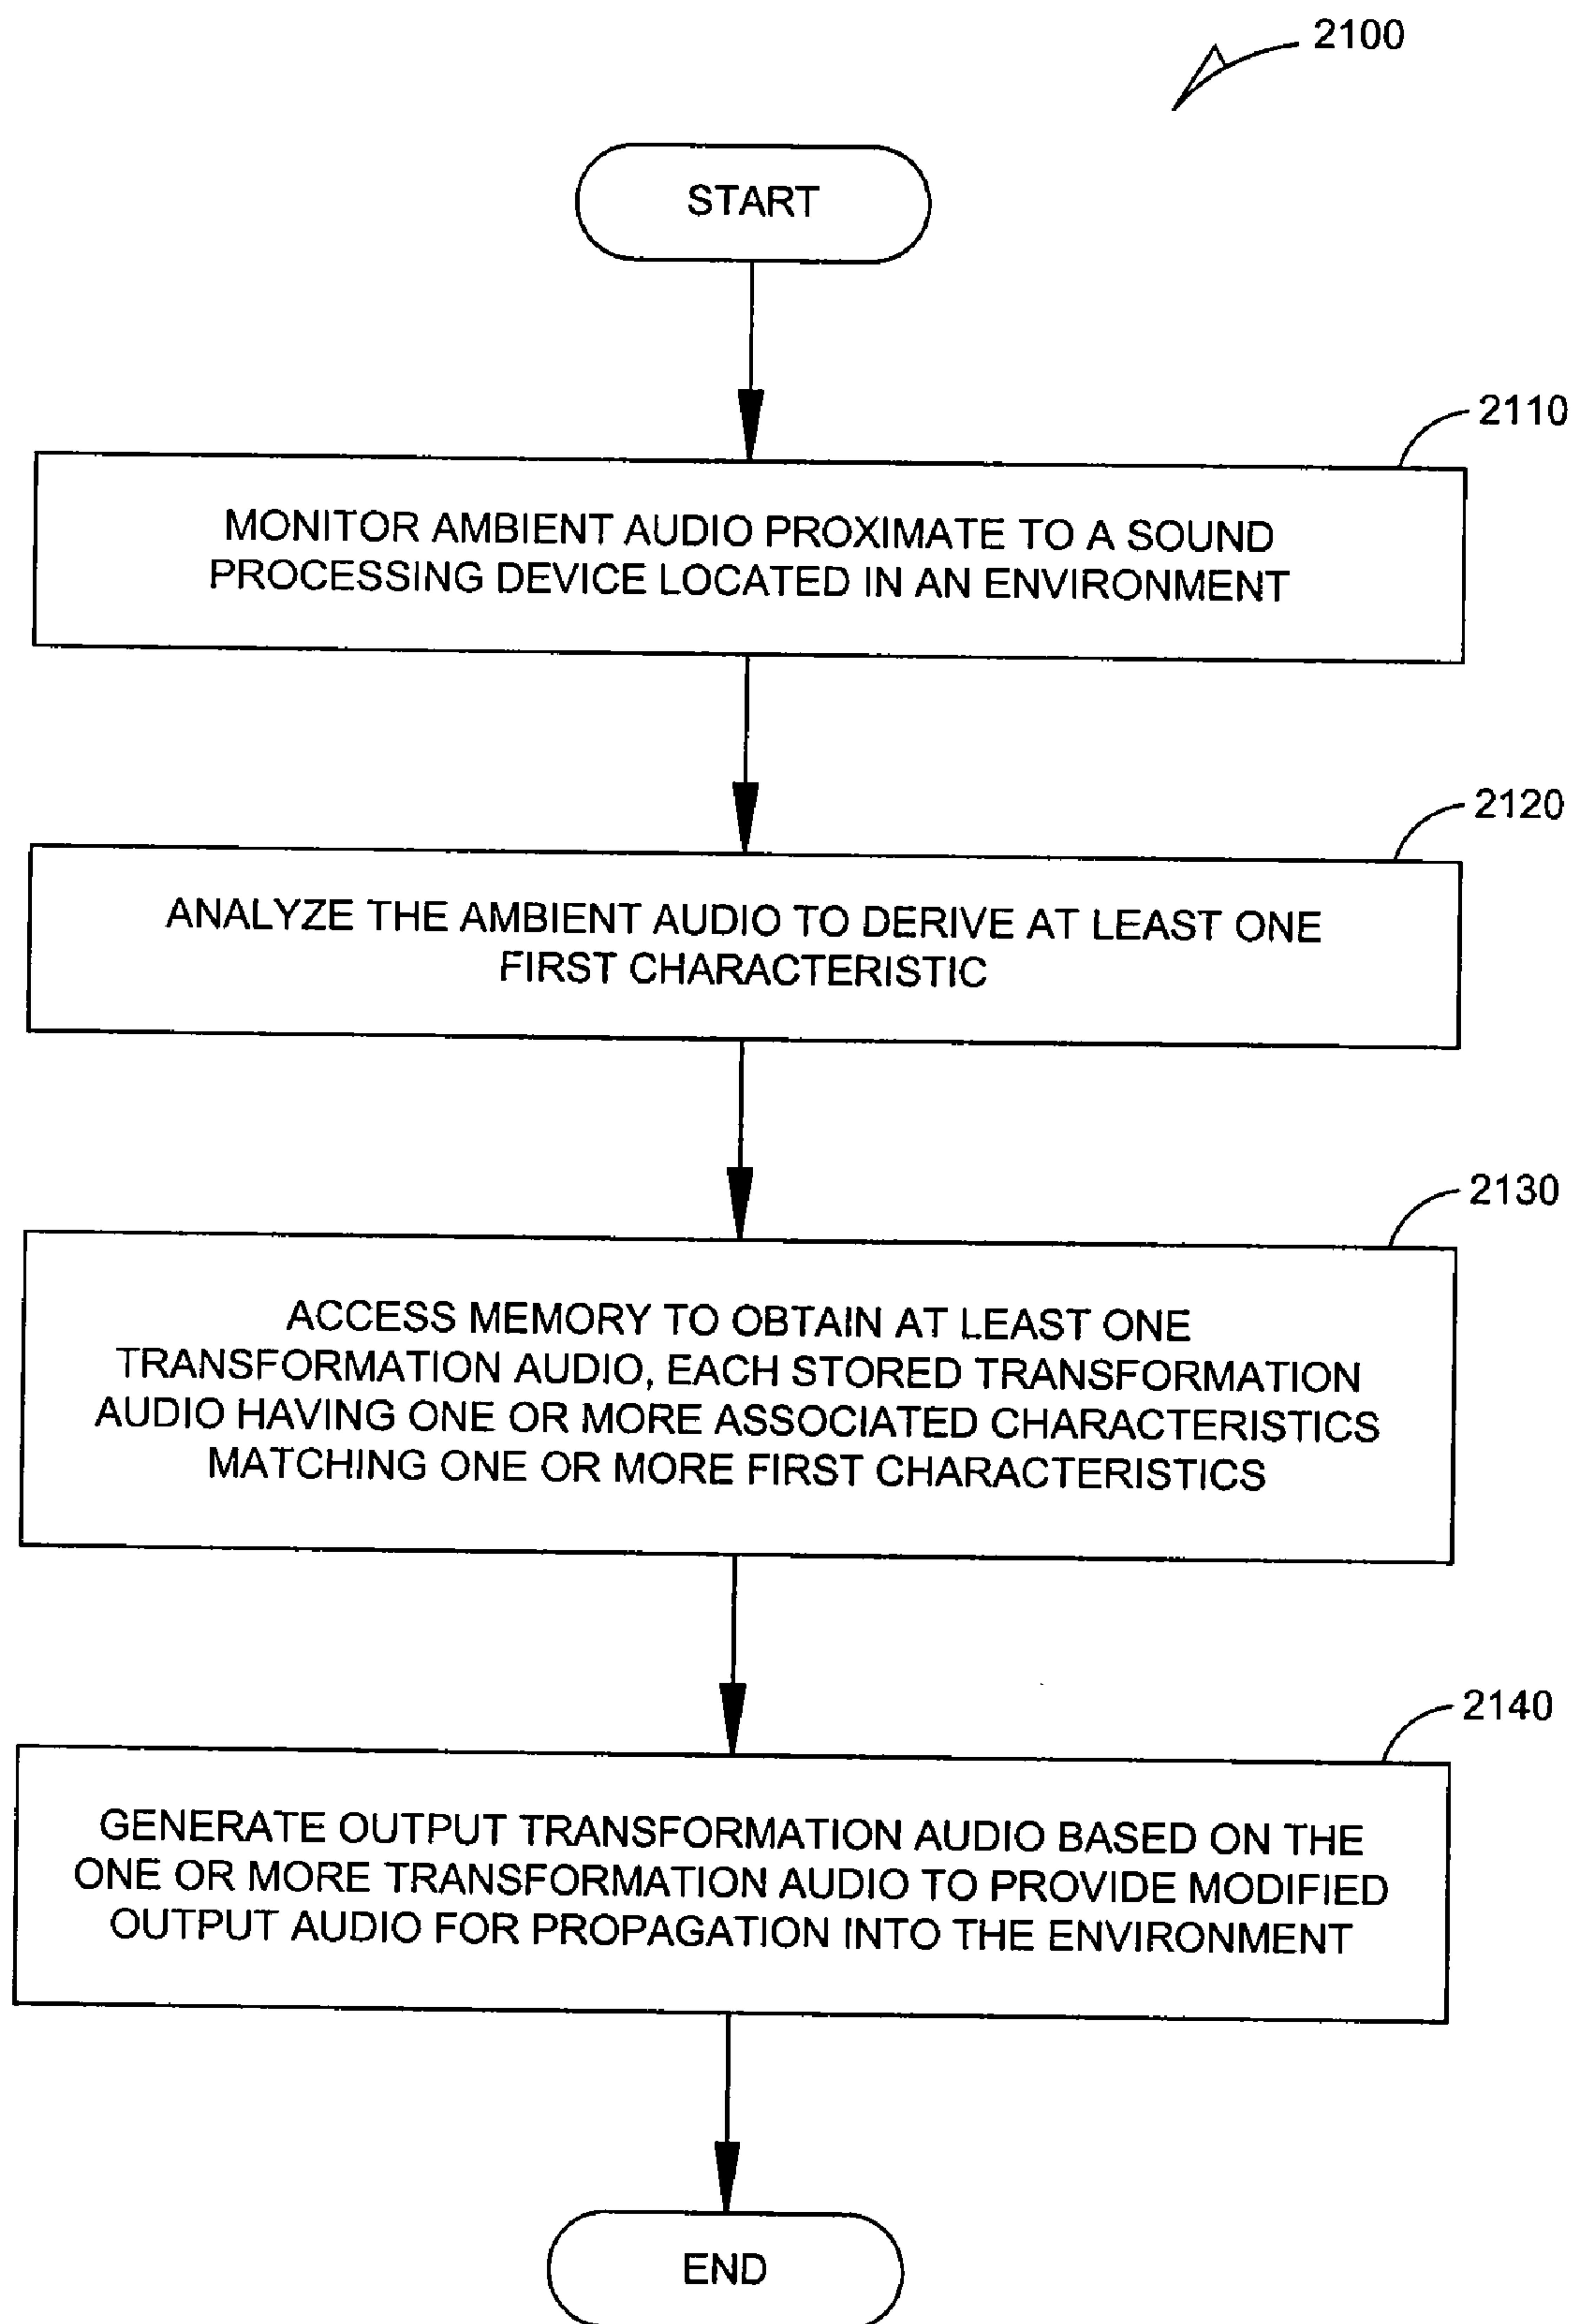 2100
START
2110
MONITOR AMBIENT AUDIO PROXIMATE TO A SOUND
PROCESSING DEVICE LOCATED IN AN ENVIRONMENT
2120
ANALYZE THE AMBIENT AUDIO TO DERIVE AT LEAST ONE
FIRST CHARACTERISTIC
2130
ACCESS MEMORY TO OBTAIN AT LEAST ONE
TRANSFORMATION AUDIO, EACH STORED TRANSFORMATION
AUDIO HAVING ONE OR MORE ASSOCIATED CHARACTERISTICS
MATCHING ONE OR MORE FIRST CHARACTERISTICS
2140
GENERATE OUTPUT TRANSFORMATION AUDIO BASED ON THE
ONE OR MORE TRANSFORMATION AUDIO TO PROVIDE MODIFIED
OUTPUT AUDIO FOR PROPAGATION INTO THE ENVIRONMENT
END